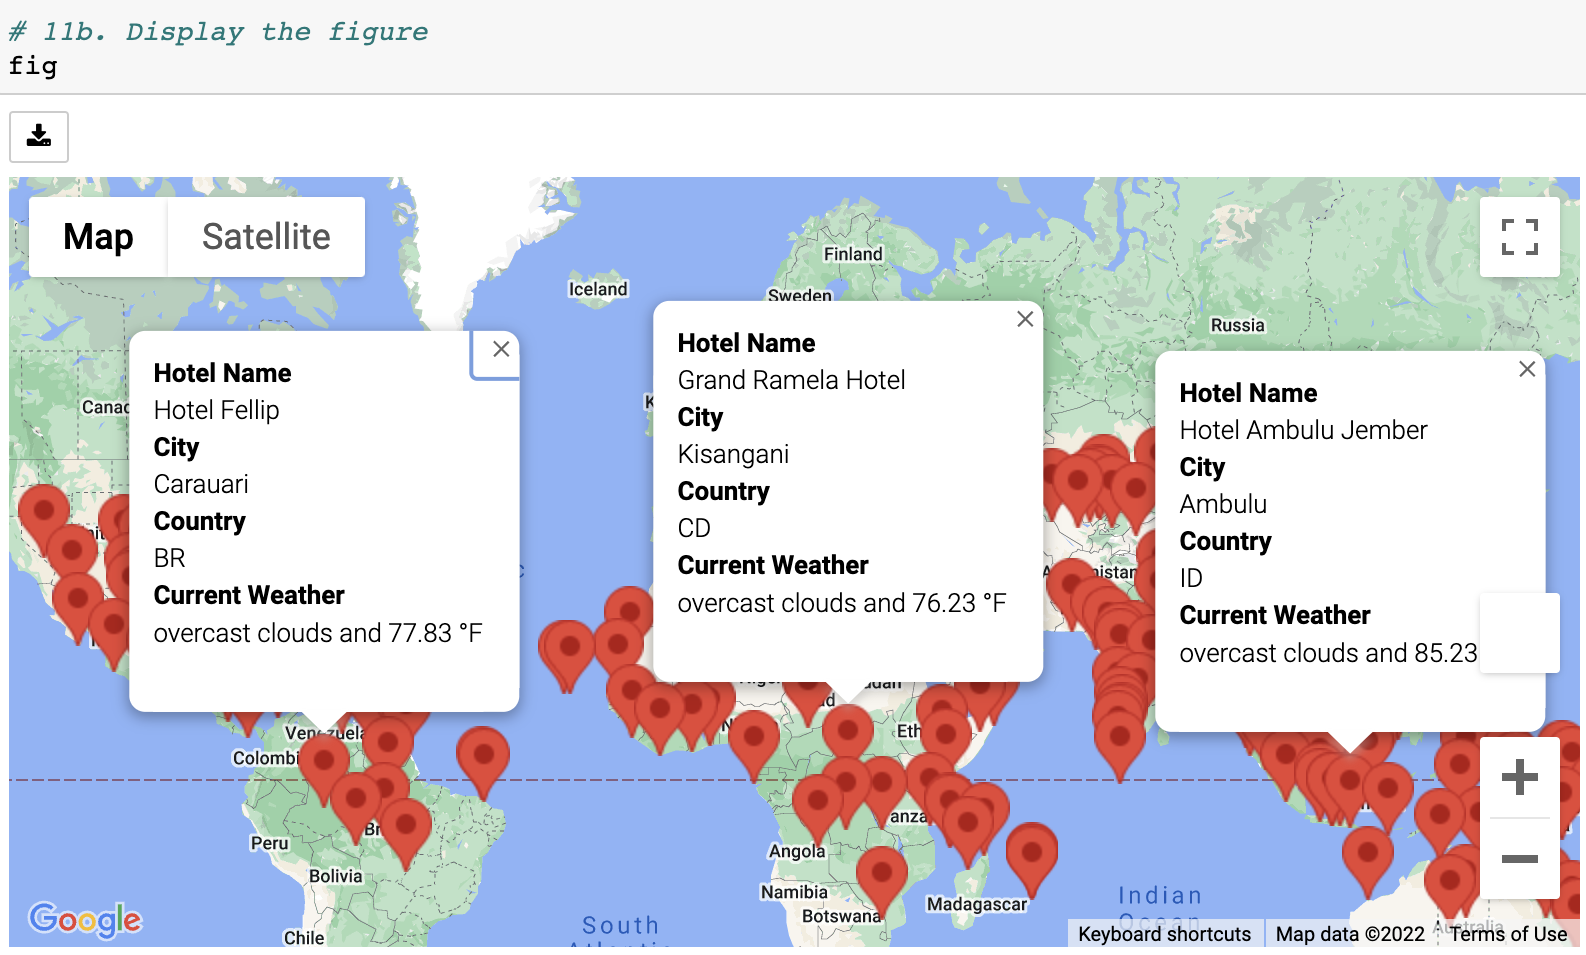 # 11b. Display the figure
fig
Map
Satellite
Finland
Iceland
Sweden
Russia
Hotel Name
Hotel Fellip
City
Carauari
Country
BR
Current Weather
overcast clouds and 77.83 °F
Hotel Name
Grand Ramela Hotel
City
Kisangani
Country
CD
Current Weather
overcast clouds and 76.23 °F
Hotel Name
Hotel Ambulu Jember
City
Ambulu
Country
ID
Current Weather
overcast clouds and 85.23
Canad
Venezuela
Colombi
Eth
Br
anza
Peru
Angola
Bolivia
Namibia
Madagascar
Botswana
Indian
Ocean
South
Atlantic
Chile
Australia
Google
Keyboard shortcuts
Map data ©2022
Terms of Use